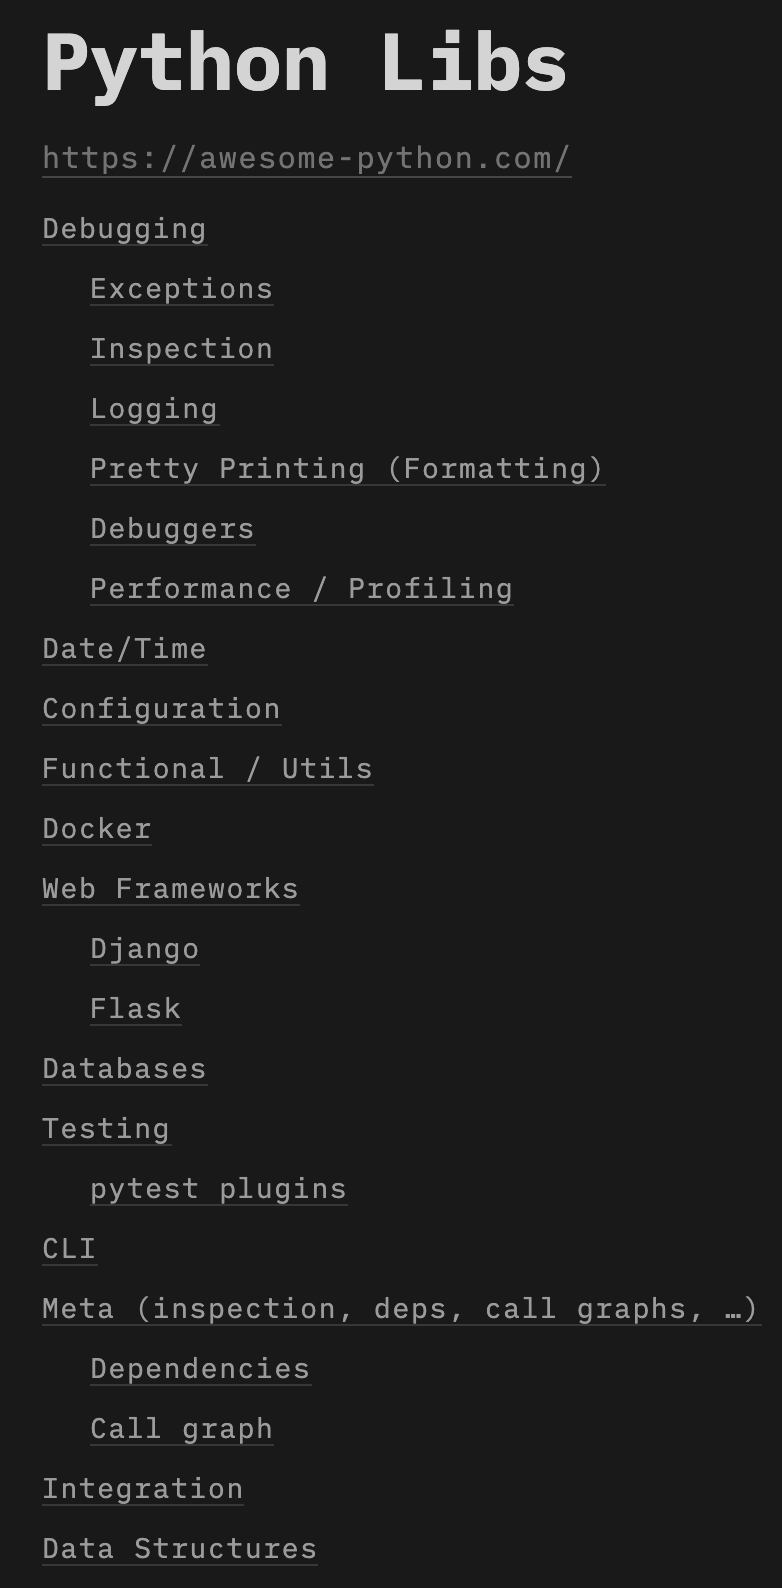 Python Libs
https://awesome-python.com/
Debugging
Exceptions
Inspection
Logging
Pretty Printing (Formatting)
Debuggers
Performance / Profiling
Date/Time
Configuration
Functional / Utils
Docker
Web Frameworks
Django
Flask
Databases
Testing
pytest plugins
CLI
Meta (inspection, deps, call graphs, …)
Dependencies
Call graph
Integration
Data Structures